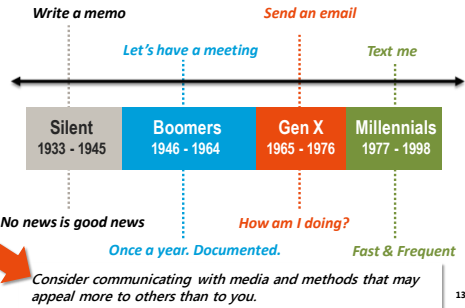 Write a memo
Send an email
Let's have a meeting
Text me
Silent
1933 - 1945
Boomers
1946 - 1964
Gen X
1965 - 1976
Millennials
1977 - 1998
No news is good news
How am I doing?
Once a year. Documented.
Fast & Frequent
Consider communicating with media and methods that may
appeal more to others than to you.
13